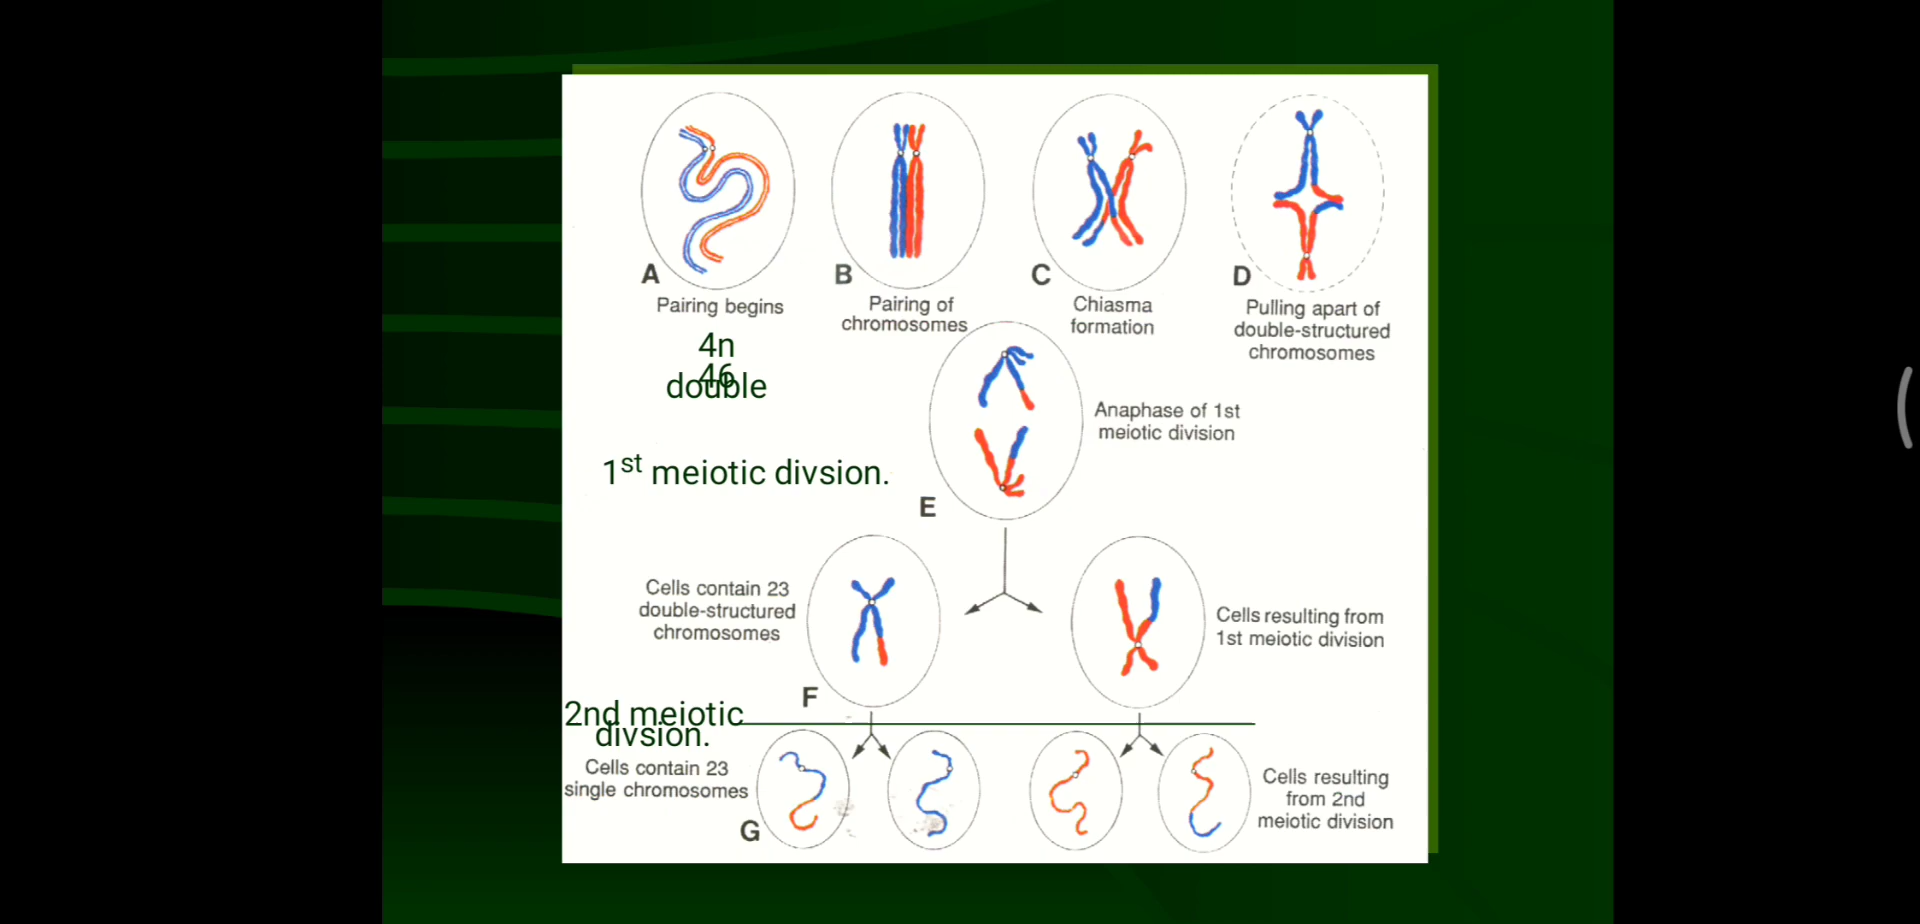 A
Pairing begins
B
Pairing of
chromosomes
C
Chiasma
formation
D
Pulling apart of
double-structured
chromosomes
4n
46
double
Anaphase of 1st
meiotic division
1st meiotic divsion.
E
Cells contain 23
double-structured
chromosomes
Cells resulting from
1st meiotic division
F
2nd meiotic
divsion.
Cells contain 23
single chromosomes
G
Cells resulting
from 2nd
meiotic division